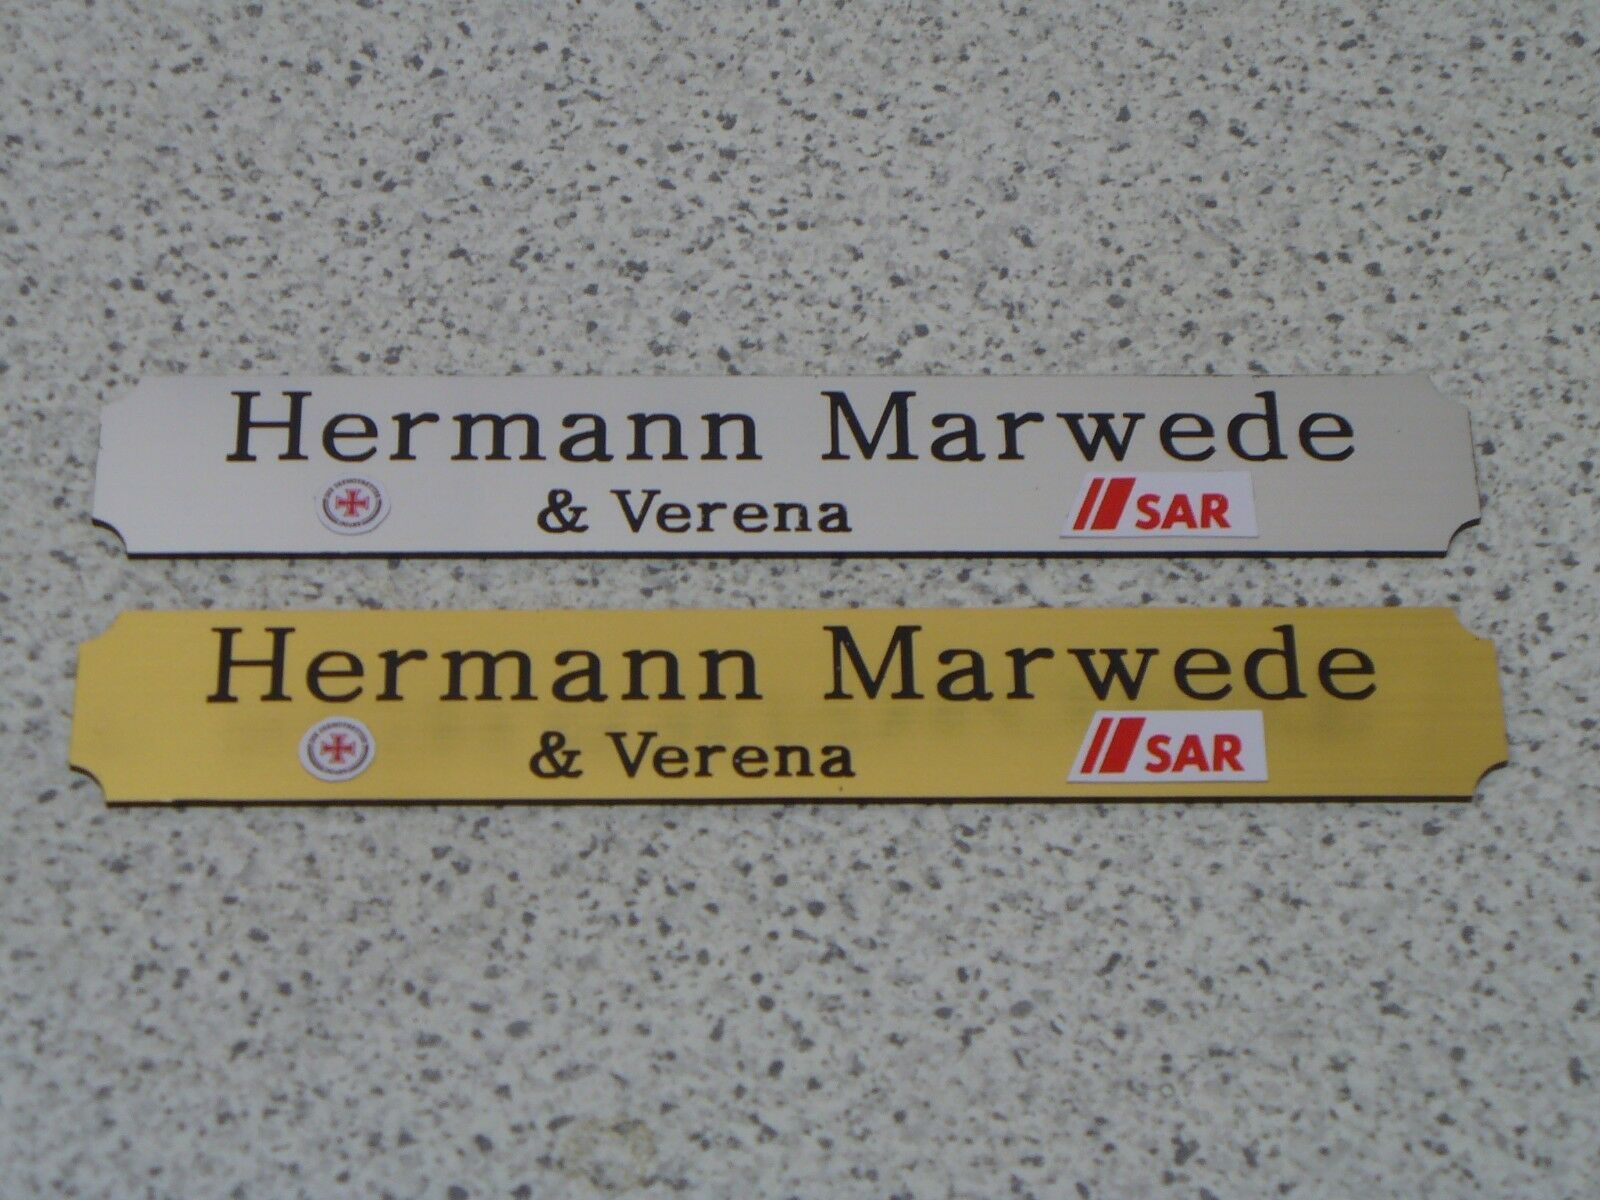 Hermann Marwede
& Verena
SAR
Hermann Marwede
& Verena
SAR